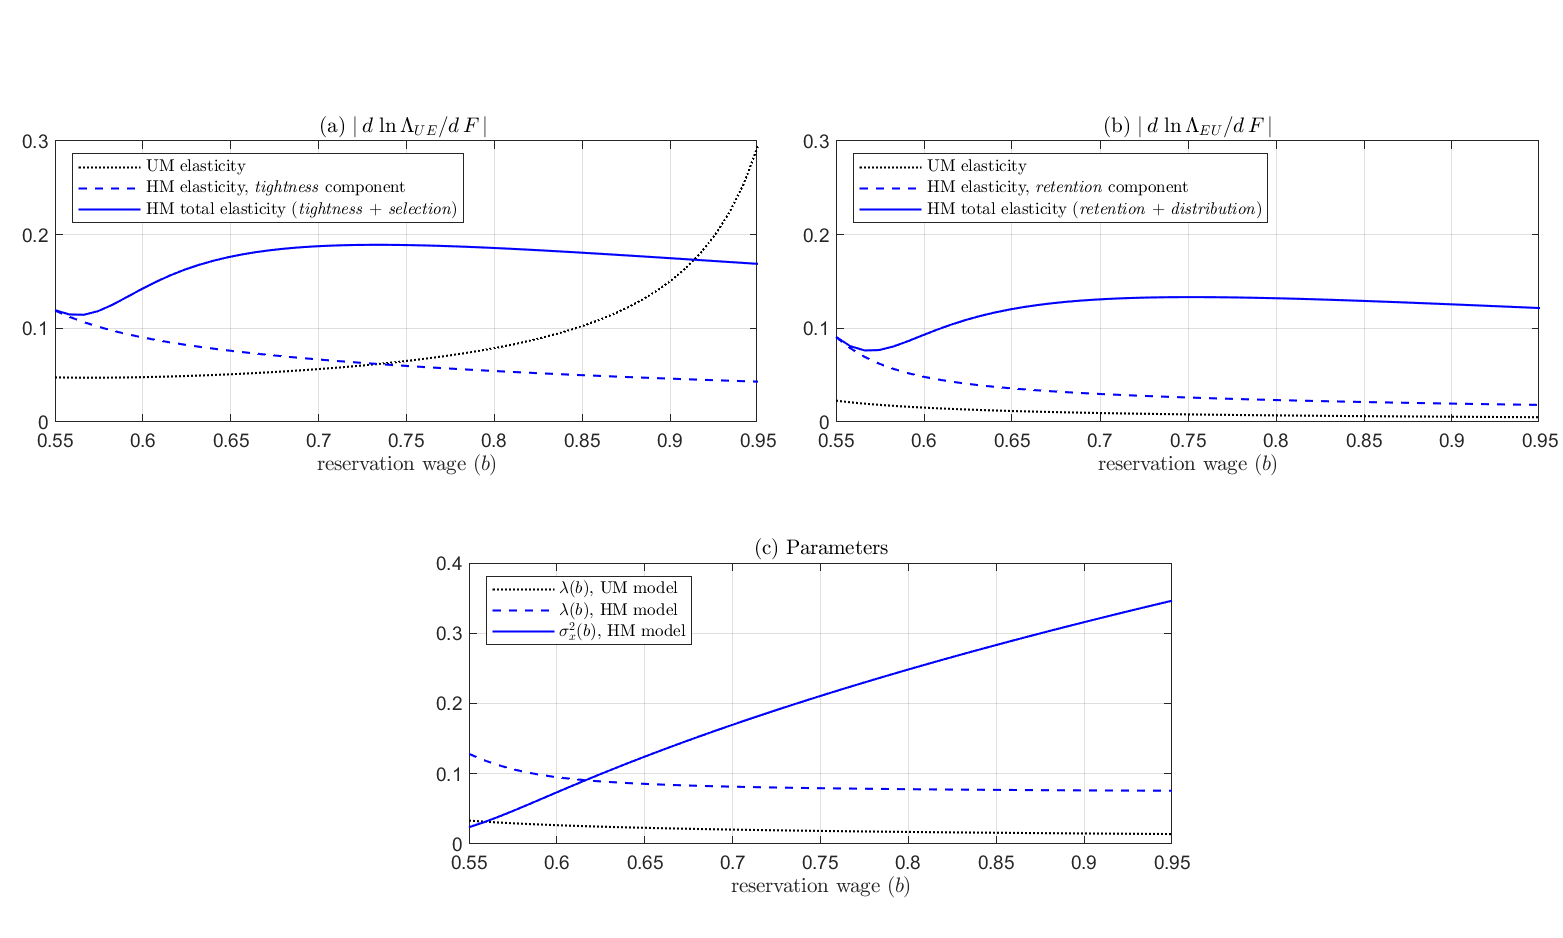 (a) | d ln Λ_UE/d F |
0.3
0.2
0.1
0
UM elasticity
HM elasticity, tightness component
HM total elasticity (tightness + selection)
0.55 0.6 0.65 0.7 0.75 0.8 0.85 0.9 0.95
reservation wage (b)
(b) | d ln Λ_EU/d F |
0.3
0.2
0.1
0
UM elasticity
HM elasticity, retention component
HM total elasticity (retention + distribution)
0.55 0.6 0.65 0.7 0.75 0.8 0.85 0.9 0.95
reservation wage (b)
(c) Parameters
0.4
0.3
0.2
0.1
0
λ(b), UM model
λ(b), HM model
σ²ₓ(b), HM model
0.55 0.6 0.65 0.7 0.75 0.8 0.85 0.9 0.95
reservation wage (b)